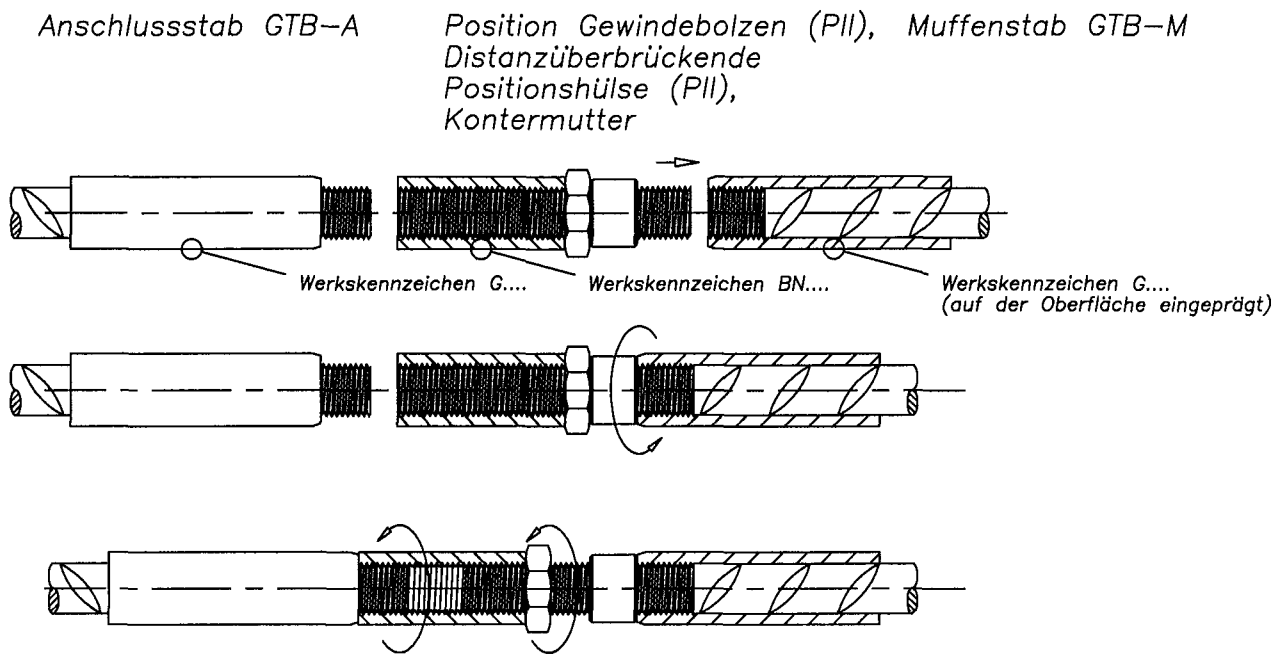 Anschlussstab GTB-A
Position Gewindebolzen (PII),
Distanzüberbrückende
Positionshülse (PII),
Kontermutter
Muffenstab GTB-M
Werkskennzeichen G....
Werkskennzeichen BN....
Werkskennzeichen G....
(auf der Oberfläche eingeprägt)